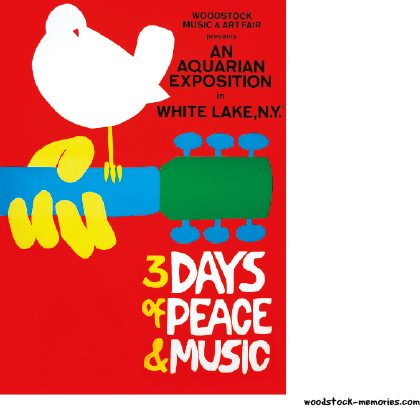 WOODSTOCK
MUSIC & ART FAIR
presents
AN
AQUARIAN
EXPOSITION
in
WHITE LAKE, N.Y.
3 DAYS
of PEACE
& MUSIC
woodstock-memories.com